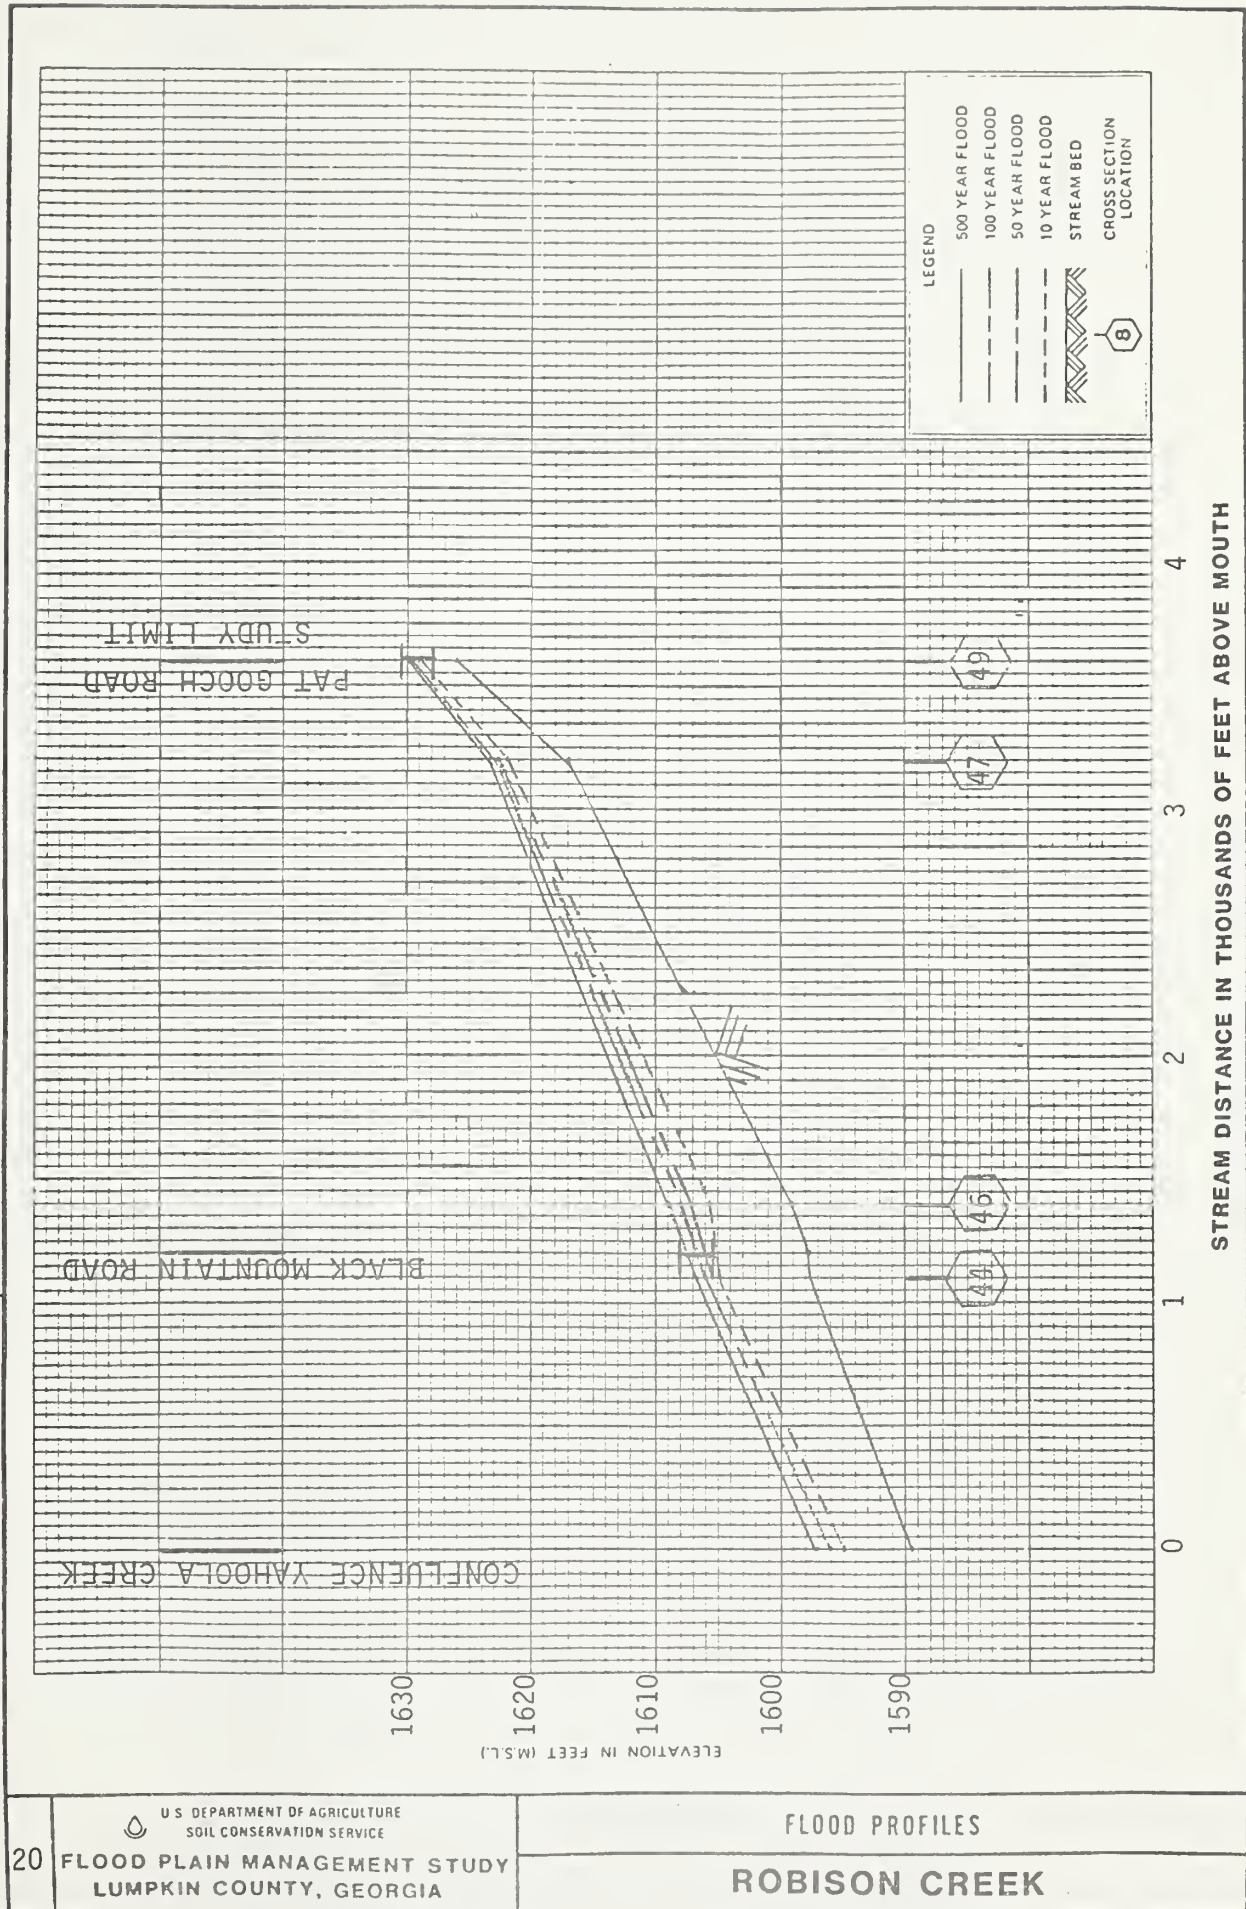 LEGEND
500 YEAR FLOOD
100 YEAR FLOOD
50 YEAR FLOOD
10 YEAR FLOOD
STREAM BED
CROSS SECTION
LOCATION
8
STUDY LIMIT
PAT GOOCH ROAD
BLACK MOUNTAIN ROAD
CONFLUENCE YAHOOLA CREEK
49
47
46
44
0
1
2
3
4
STREAM DISTANCE IN THOUSANDS OF FEET ABOVE MOUTH
1630
1620
1610
1600
1590
ELEVATION IN FEET (M.S.L.)
20
U S DEPARTMENT OF AGRICULTURE
SOIL CONSERVATION SERVICE
FLOOD PLAIN MANAGEMENT STUDY
LUMPKIN COUNTY, GEORGIA
FLOOD PROFILES
ROBISON CREEK